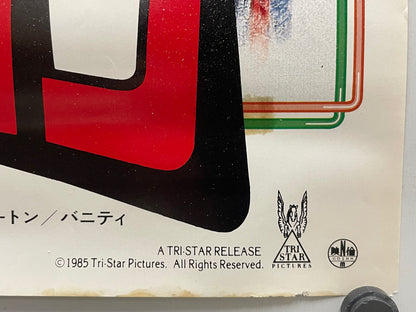 ートン／バニティ
A TRI-STAR RELEASE
©1985 Tri-Star Pictures. All Rights Reserved.
TRI
STAR
PICTURES